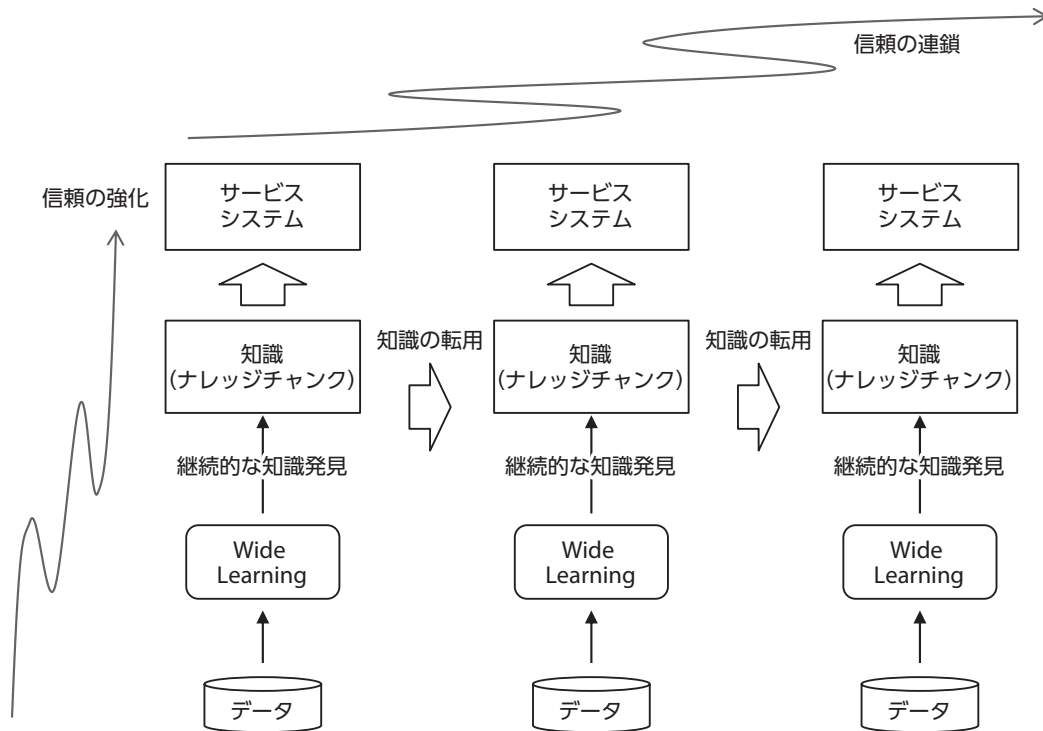 信頼の連鎖
信頼の強化
サービス
システム
サービス
システム
サービス
システム
知識
(ナレッジチャンク)
知識の転用
知識
(ナレッジチャンク)
知識の転用
知識
(ナレッジチャンク)
継続的な知識発見
継続的な知識発見
継続的な知識発見
Wide
Learning
Wide
Learning
Wide
Learning
データ
データ
データ